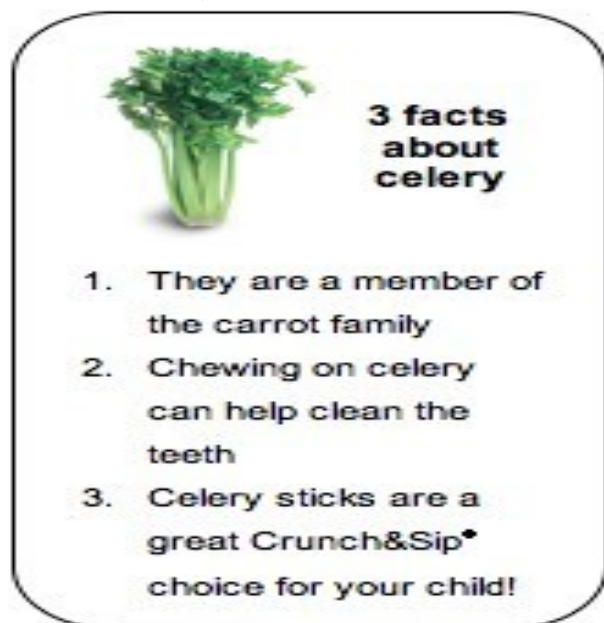 3 facts
about
celery
1. They are a member of
the carrot family
2. Chewing on celery
can help clean the
teeth
3. Celery sticks are a
great Crunch&Sip•
choice for your child!